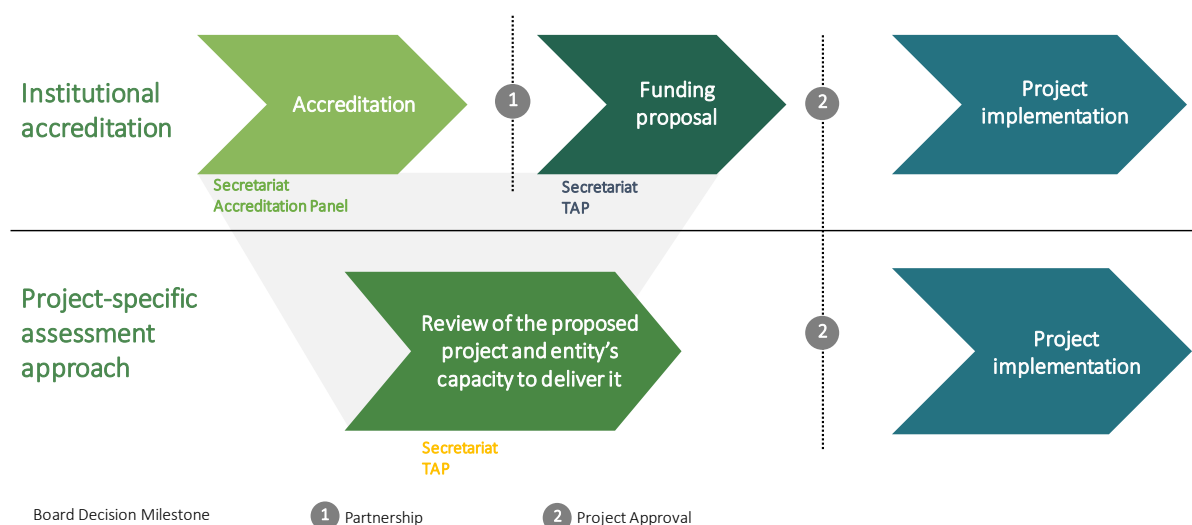 Institutional
accreditation
Accreditation
1
Funding
proposal
2
Project
implementation
Secretariat
Accreditation Panel
Secretariat
TAP
Project-specific
assessment
approach
Review of the proposed
project and entity's
capacity to deliver it
2
Project
implementation
Secretariat
TAP
Board Decision Milestone
1 Partnership
2 Project Approval